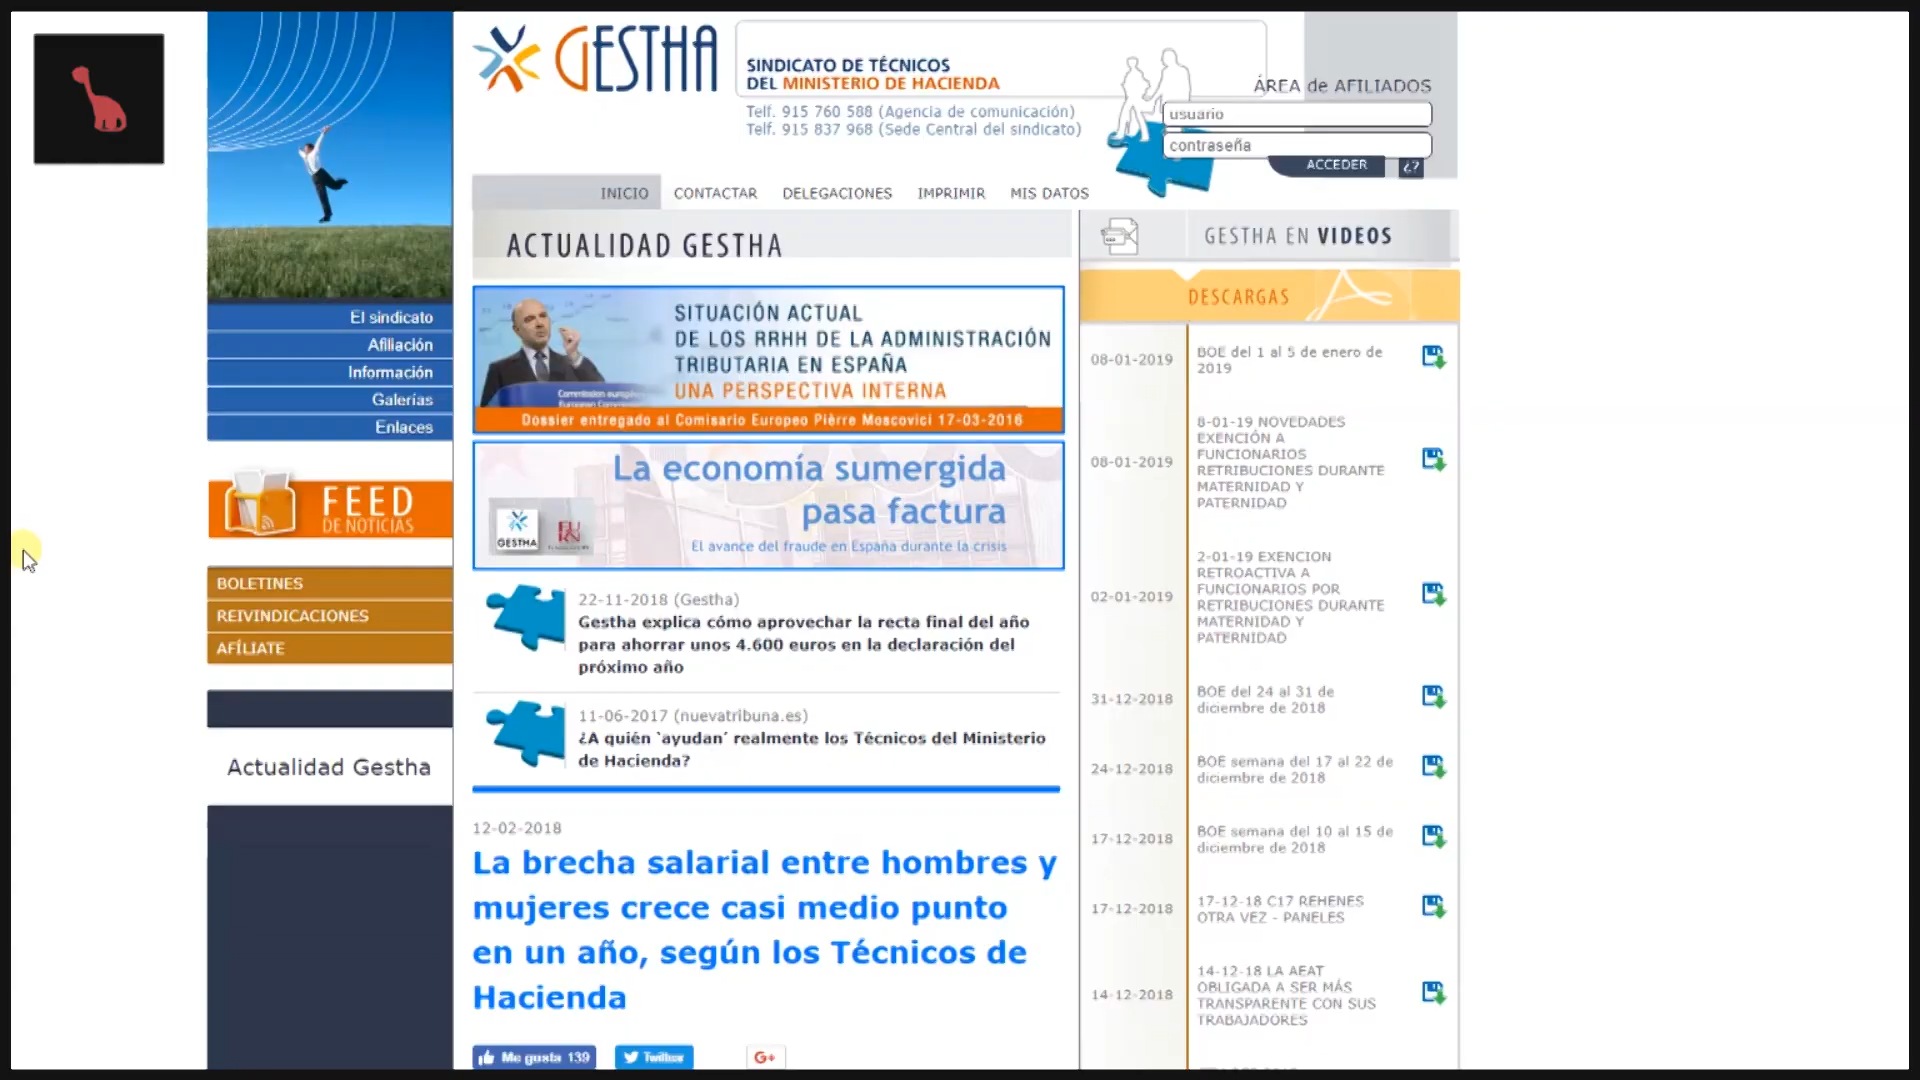 GESTHA
SINDICATO DE TÉCNICOS
DEL MINISTERIO DE HACIENDA
Telf. 915 760 588 (Agencia de comunicación)
Telf. 915 837 968 (Sede Central del sindicato)
ÁREA de AFILIADOS
usuario
contraseña
ACCEDER
¿?
INICIO
CONTACTAR
DELEGACIONES
IMPRIMIR
MIS DATOS
El sindicato
Afiliación
Información
Galerías
Enlaces
FEED
DE NOTICIAS
BOLETINES
REIVINDICACIONES
AFÍLIATE
Actualidad Gestha
ACTUALIDAD GESTHA
SITUACIÓN ACTUAL
DE LOS RRHH DE LA ADMINISTRACIÓN
TRIBUTARIA EN ESPAÑA
UNA PERSPECTIVA INTERNA
Dossier entregado al Comisario Europeo Pièrre Moscovici 17-03-2016
La economía sumergida
pasa factura
GESTHA
El avance del fraude en España durante la crisis
22-11-2018 (Gestha)
Gestha explica cómo aprovechar la recta final del año
para ahorrar unos 4.600 euros en la declaración del
próximo año
11-06-2017 (nuevatribuna.es)
¿A quién `ayudan´ realmente los Técnicos del Ministerio
de Hacienda?
12-02-2018
La brecha salarial entre hombres y
mujeres crece casi medio punto
en un año, según los Técnicos de
Hacienda
Me gusta 139
Twittear
G+
GESTHA EN VIDEOS
DESCARGAS
08-01-2019
BOE del 1 al 5 de enero de
2019
08-01-2019
8-01-19 NOVEDADES
EXENCIÓN A
FUNCIONARIOS
RETRIBUCIONES DURANTE
MATERNIDAD Y
PATERNIDAD
02-01-2019
2-01-19 EXENCION
RETROACTIVA A
FUNCIONARIOS POR
RETRIBUCIONES DURANTE
MATERNIDAD Y
PATERNIDAD
31-12-2018
BOE del 24 al 31 de
diciembre de 2018
24-12-2018
BOE semana del 17 al 22 de
diciembre de 2018
17-12-2018
BOE semana del 10 al 15 de
diciembre de 2018
17-12-2018
17-12-18 C17 REHENES
OTRA VEZ - PANELES
14-12-2018
14-12-18 LA AEAT
OBLIGADA A SER MÁS
TRANSPARENTE CON SUS
TRABAJADORES